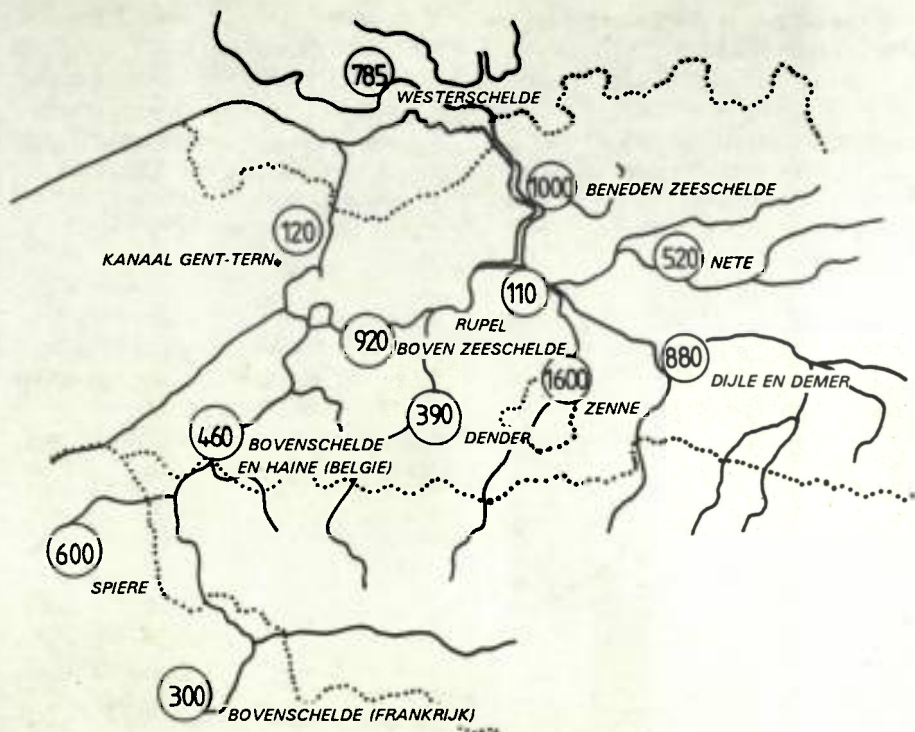 785
WESTERSCHELDE
1000 BENEDEN ZEESCHELDE
120
KANAAL GENT-TERN.
520 NETE
110
RUPEL
920
BOVEN ZEESCHELDE
880
DIJLE EN DEMER
1600
ZENNE
390
DENDER
460
BOVENSCHELDE
EN HAINE (BELGIE)
600
SPIERE
300
BOVENSCHELDE (FRANKRIJK)